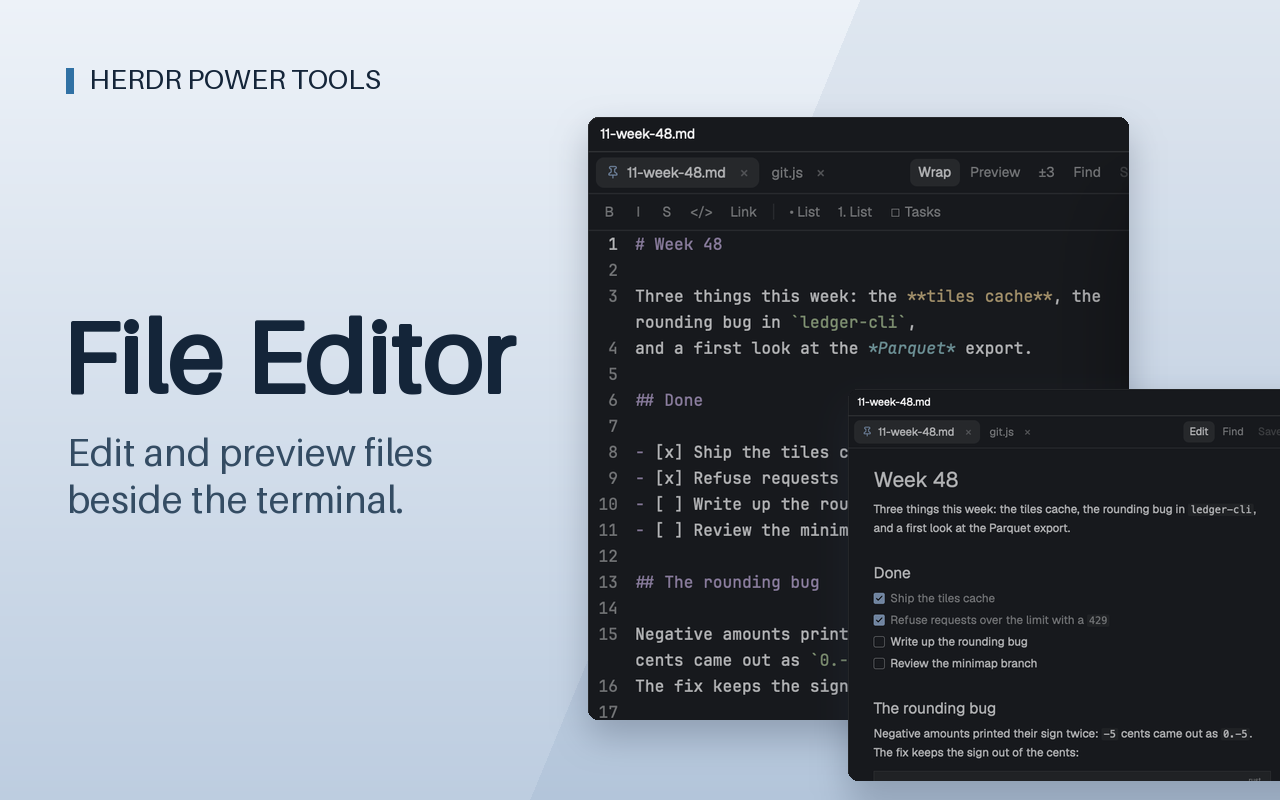 HERDR POWER TOOLS
File Editor
Edit and preview files
beside the terminal.
11-week-48.md
11-week-48.md × git.js × Wrap Preview ±3 Find S
B I S </> Link • List 1. List ☐ Tasks
1 # Week 48
2
3 Three things this week: the **tiles cache**, the
rounding bug in `ledger-cli`,
4 and a first look at the *Parquet* export.
5
6 ## Done
7
8 - [x] Ship the tiles c
9 - [x] Refuse requests
10 - [ ] Write up the rou
11 - [ ] Review the minim
12
13 ## The rounding bug
14
15 Negative amounts print
cents came out as `0.-
16 The fix keeps the sign
17
11-week-48.md
11-week-48.md × git.js × Edit Find Save
Week 48
Three things this week: the tiles cache, the rounding bug in ledger-cli,
and a first look at the Parquet export.
Done
Ship the tiles cache
Refuse requests over the limit with a 429
Write up the rounding bug
Review the minimap branch
The rounding bug
Negative amounts printed their sign twice: -5 cents came out as 0.-5.
The fix keeps the sign out of the cents: